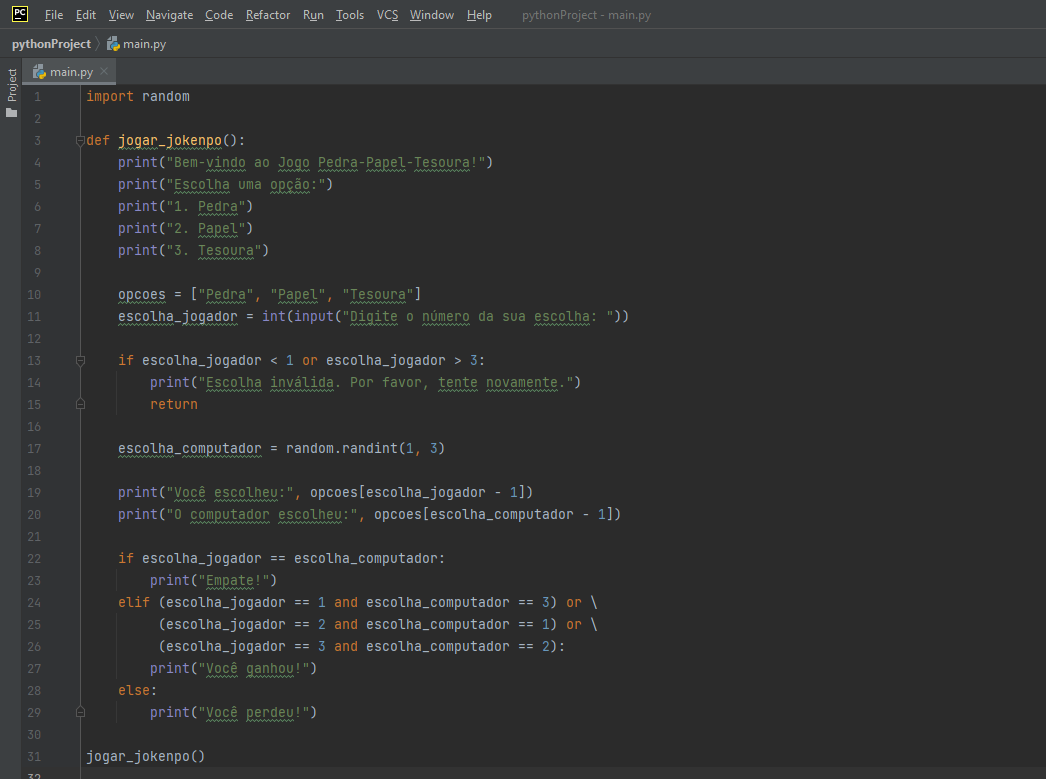 PC File Edit View Navigate Code Refactor Run Tools VCS Window Help pythonProject - main.py
pythonProject main.py
Project
main.py
1 import random
2
3 def jogar_jokenpo():
4     print("Bem-vindo ao Jogo Pedra-Papel-Tesoura!")
5     print("Escolha uma opção:")
6     print("1. Pedra")
7     print("2. Papel")
8     print("3. Tesoura")
9
10     opcoes = ["Pedra", "Papel", "Tesoura"]
11     escolha_jogador = int(input("Digite o número da sua escolha: "))
12
13     if escolha_jogador < 1 or escolha_jogador > 3:
14         print("Escolha inválida. Por favor, tente novamente.")
15         return
16
17     escolha_computador = random.randint(1, 3)
18
19     print("Você escolheu:", opcoes[escolha_jogador - 1])
20     print("O computador escolheu:", opcoes[escolha_computador - 1])
21
22     if escolha_jogador == escolha_computador:
23         print("Empate!")
24     elif (escolha_jogador == 1 and escolha_computador == 3) or \
25          (escolha_jogador == 2 and escolha_computador == 1) or \
26          (escolha_jogador == 3 and escolha_computador == 2):
27         print("Você ganhou!")
28     else:
29         print("Você perdeu!")
30
31 jogar_jokenpo()
32